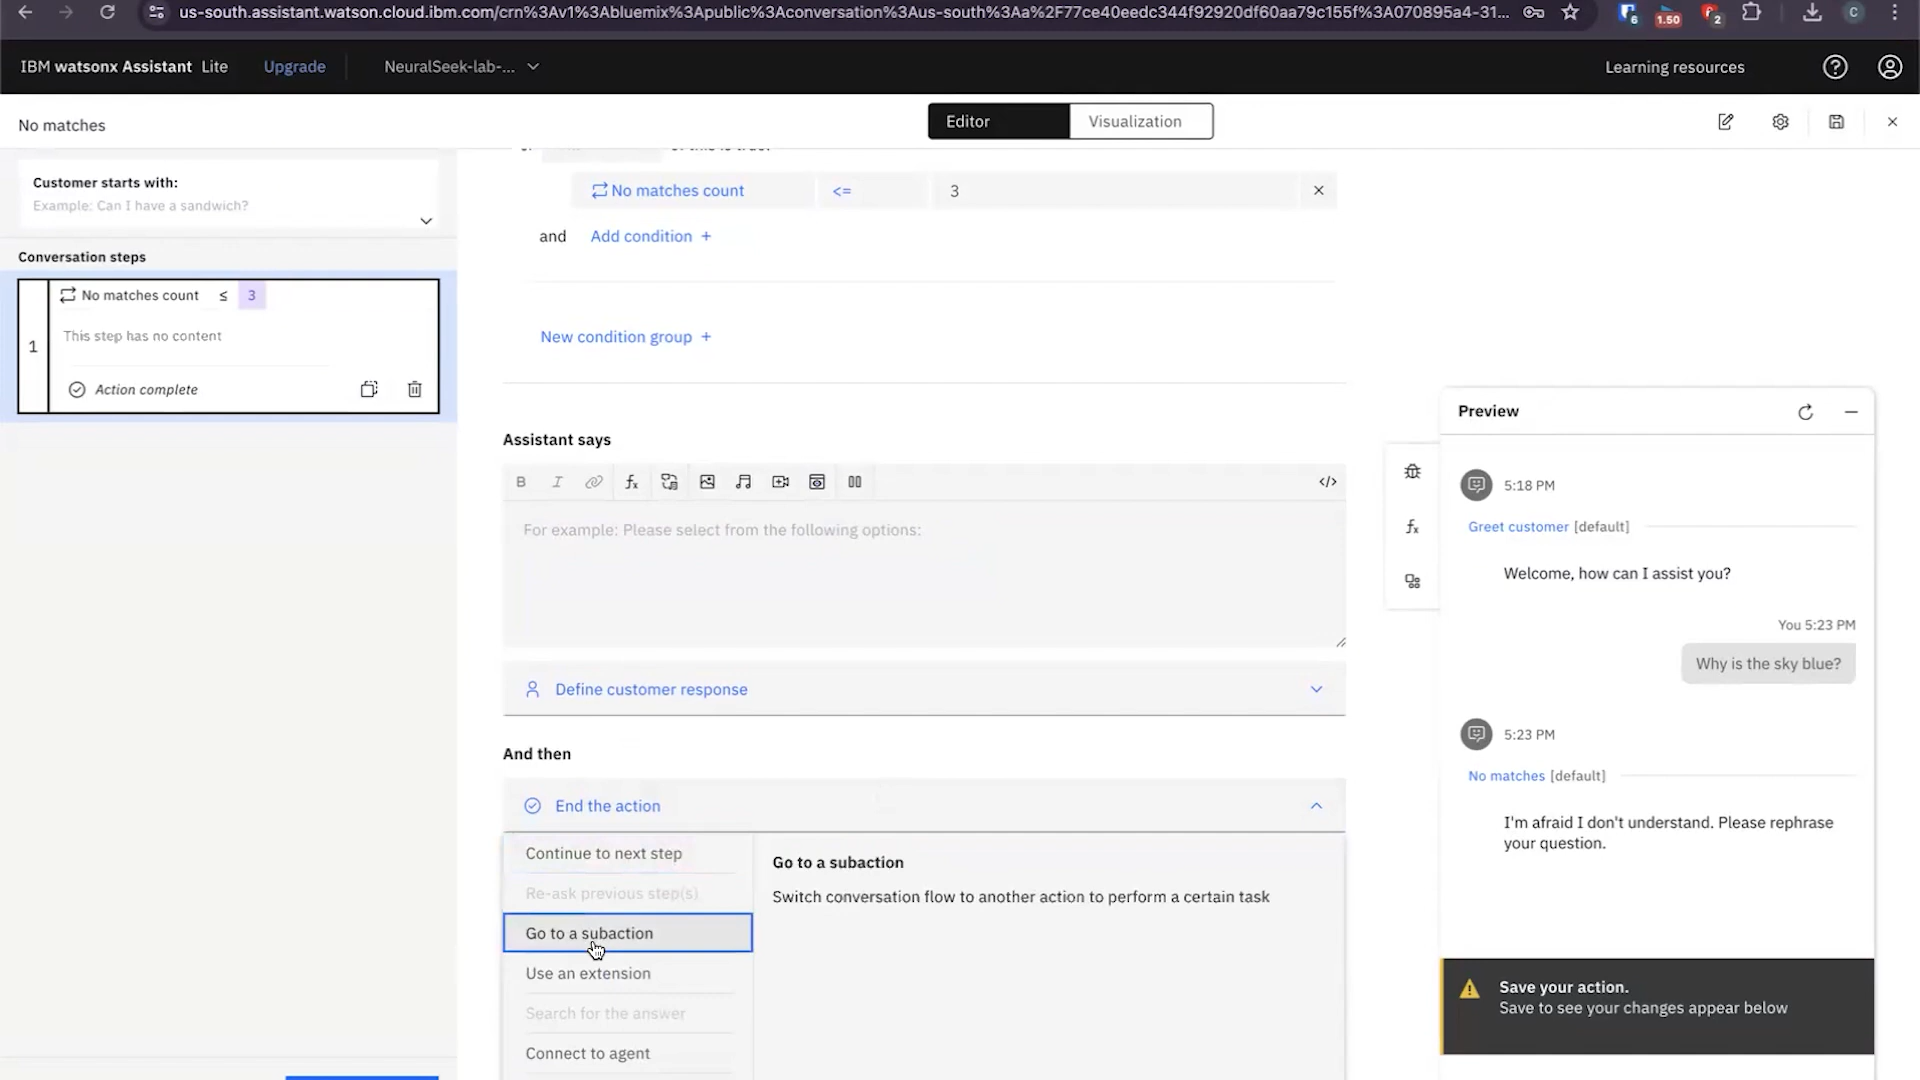 us-south.assistant.watson.cloud.ibm.com/crn%3Av1%3Abluemix%3Apublic%3Aconversation%3Aus-south%3Aa%2F77ce40eedc344f92920df60aa79c155f%3A070895a4-31...
6
1.50
2
C
IBM watsonx Assistant Lite
Upgrade
NeuralSeek-lab-...
Learning resources
No matches
Editor
Visualization
Customer starts with:
Example: Can I have a sandwich?
Conversation steps
1
No matches count ≤ 3
This step has no content
Action complete
No matches count
<=
3
and
Add condition +
New condition group +
Assistant says
B
I
fx
</>
For example: Please select from the following options:
Define customer response
And then
End the action
Continue to next step
Re-ask previous step(s)
Go to a subaction
Use an extension
Search for the answer
Connect to agent
Go to a subaction
Switch conversation flow to another action to perform a certain task
fx
Preview
5:18 PM
Greet customer [default]
Welcome, how can I assist you?
You 5:23 PM
Why is the sky blue?
5:23 PM
No matches [default]
I'm afraid I don't understand. Please rephrase
your question.
Save your action.
Save to see your changes appear below